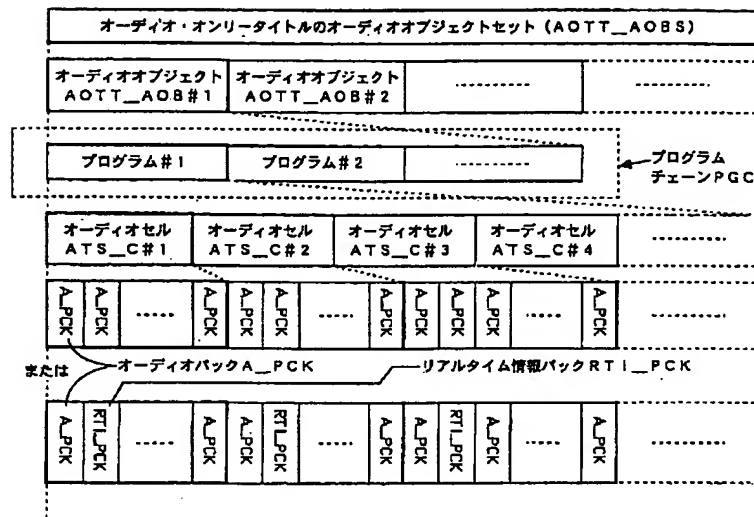 オーディオ・オンリータイトルのオーディオオブジェクトセット（AOTT＿AOBS）
オーディオオブジェクト
AOTT＿AOB＃1
オーディオオブジェクト
AOTT＿AOB＃2
………
………
プログラム＃1
プログラム＃2
………
プログラム
チェーンPGC
オーディオセル
ATS＿C＃1
オーディオセル
ATS＿C＃2
オーディオセル
ATS＿C＃3
オーディオセル
ATS＿C＃4
………
A_PCK A_PCK …… A_PCK A_PCK A_PCK …… A_PCK A_PCK A_PCK A_PCK …… A_PCK ………
または
オーディオパックA＿PCK
リアルタイム情報パックRTI＿PCK
A_PCK RTI_PCK …… A_PCK A_PCK RTI_PCK …… A_PCK A_PCK RTI_PCK A_PCK …… A_PCK ………